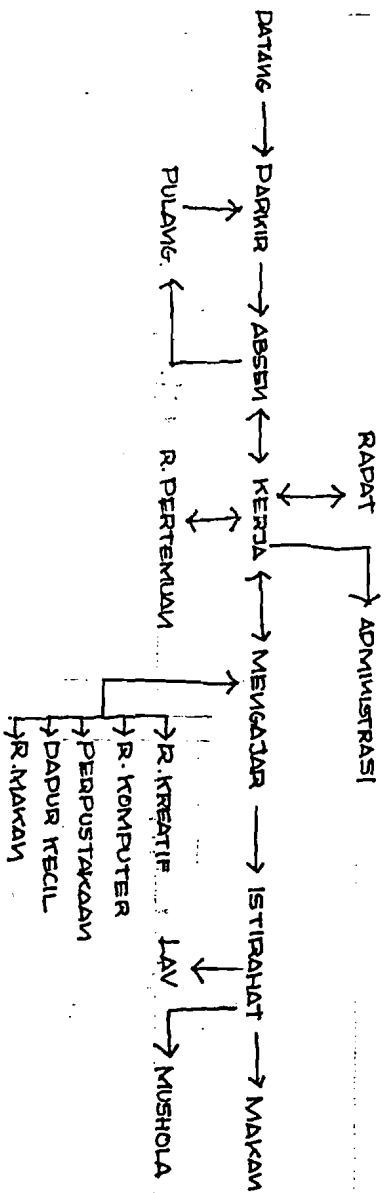 RAPAT
ADMINISTRASI
DATANG
PARKIR
ABSEN
KERJA
MENGAJAR
ISTIRAHAT
MAKAN
PULANG.
R. PERTEMUAN
R. KREATIF
R. KOMPUTER
PERPUSTAKAAN
DAPUR KECIL
R. MAKAN
LAV
MUSHOLA